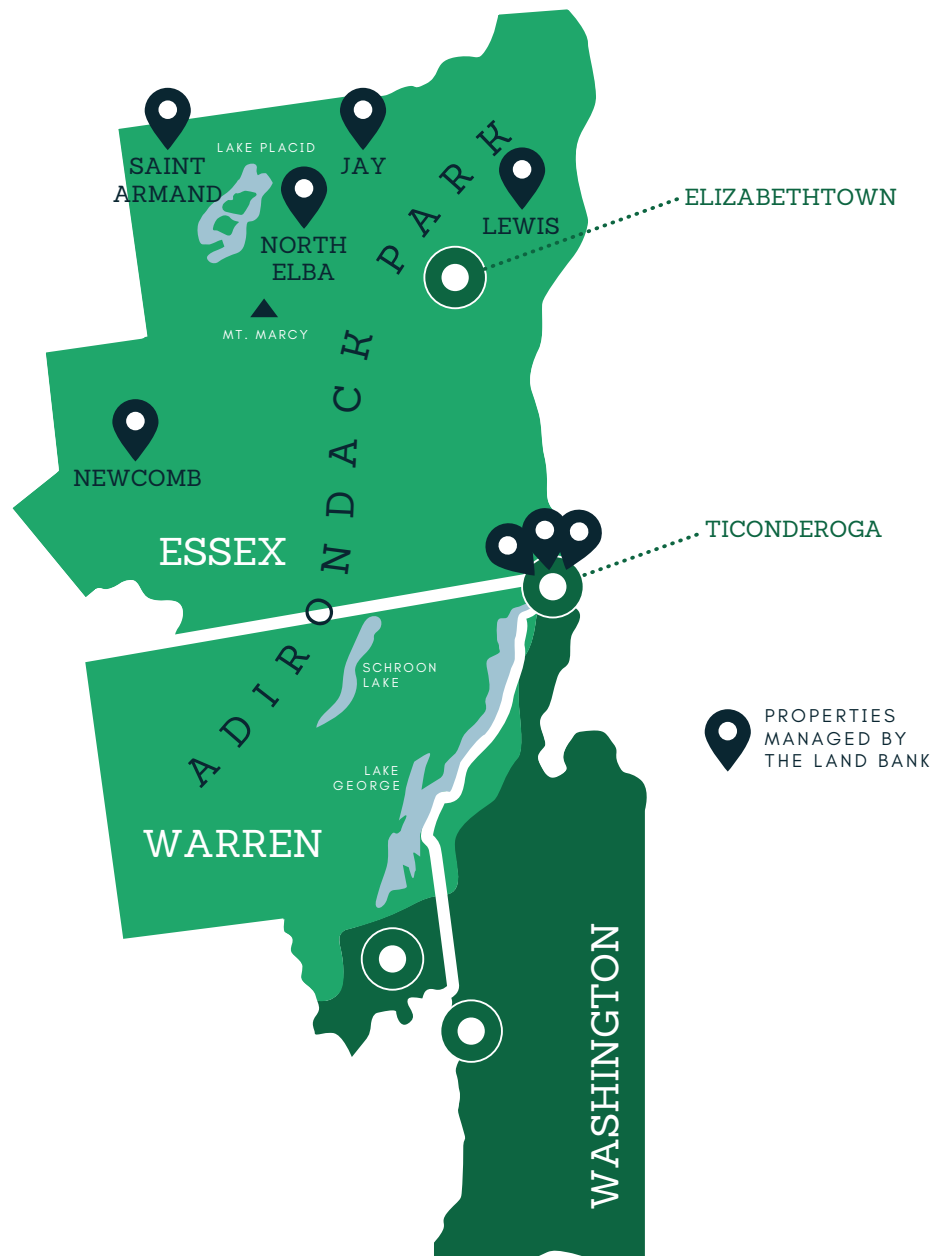 LAKE PLACID
SAINT
ARMAND
JAY
NORTH
ELBA
LEWIS
ELIZABETHTOWN
MT. MARCY
NEWCOMB
ESSEX
ADIRONDACK PARK
TICONDEROGA
SCHROON
LAKE
LAKE
GEORGE
WARREN
PROPERTIES
MANAGED BY
THE LAND BANK
WASHINGTON